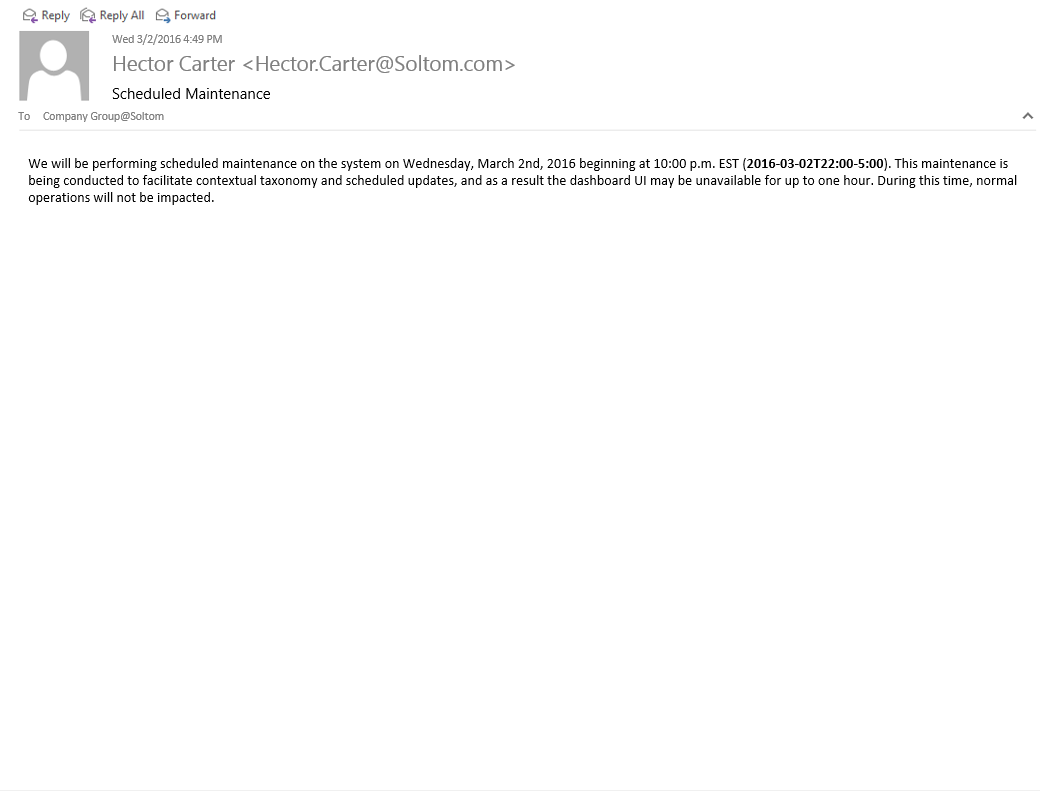 Reply Reply All Forward
Wed 3/2/2016 4:49 PM
Hector Carter <Hector.Carter@Soltom.com>
Scheduled Maintenance
To Company Group@Soltom
We will be performing scheduled maintenance on the system on Wednesday, March 2nd, 2016 beginning at 10:00 p.m. EST (2016-03-02T22:00-5:00). This maintenance is
being conducted to facilitate contextual taxonomy and scheduled updates, and as a result the dashboard UI may be unavailable for up to one hour. During this time, normal
operations will not be impacted.